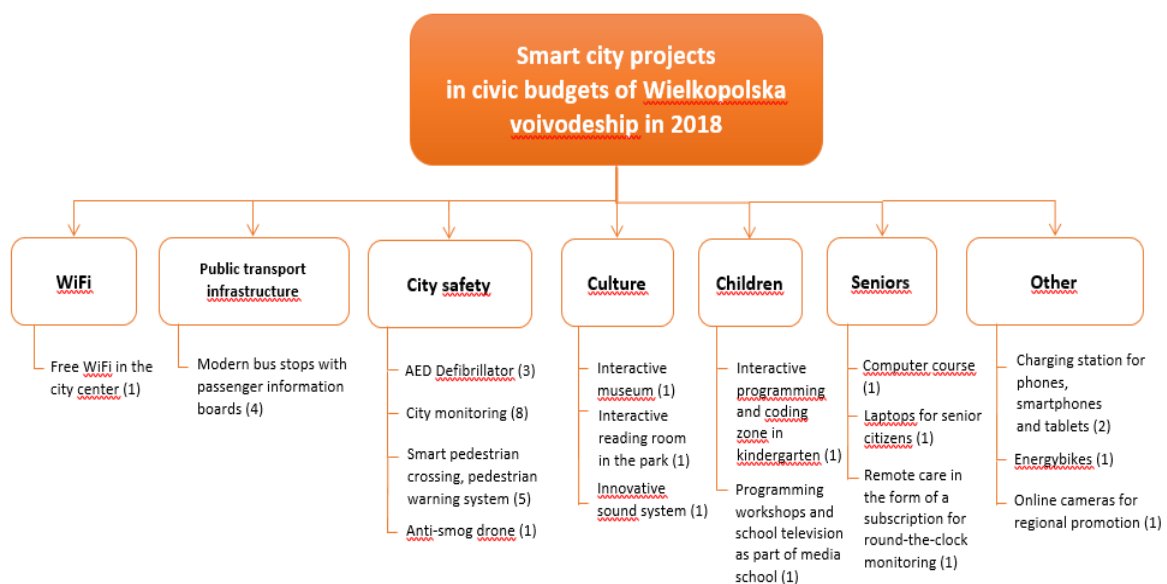 Smart city projects
in civic budgets of Wielkopolska
voivodeship in 2018
WiFi
Free WiFi in the
city center (1)
Public transport
infrastructure
Modern bus stops with
passenger information
boards (4)
City safety
AED Defibrillator (3)
City monitoring (8)
Smart pedestrian
crossing, pedestrian
warning system (5)
Anti-smog drone (1)
Culture
Interactive
museum (1)
Interactive
reading room
in the park (1)
Innovative
sound system (1)
Children
Interactive
programming
and coding
zone in
kindergarten (1)
Programming
workshops and
school television
as part of media
school (1)
Seniors
Computer course
(1)
Laptops for senior
citizens (1)
Remote care in
the form of a
subscription for
round-the-clock
monitoring (1)
Other
Charging station for
phones,
smartphones
and tablets (2)
Energybikes (1)
Online cameras for
regional promotion (1)